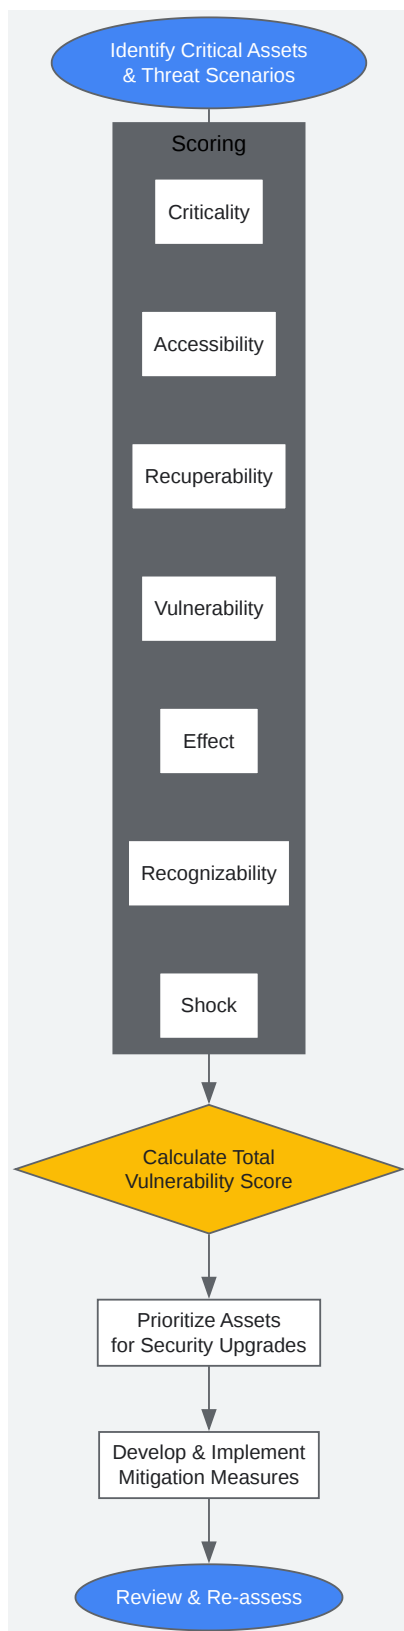 Identify Critical Assets
& Threat Scenarios
Scoring
Criticality
Accessibility
Recuperability
Vulnerability
Effect
Recognizability
Shock
Calculate Total
Vulnerability Score
Prioritize Assets
for Security Upgrades
Develop & Implement
Mitigation Measures
Review & Re-assess